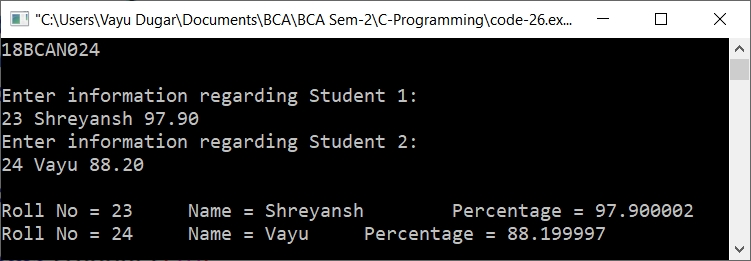 "C:\Users\Vayu Dugar\Documents\BCA\BCA Sem-2\C-Programming\code-26.ex...
18BCAN024
Enter information regarding Student 1:
23 Shreyansh 97.90
Enter information regarding Student 2:
24 Vayu 88.20
Roll No = 23     Name = Shreyansh        Percentage = 97.900002
Roll No = 24     Name = Vayu     Percentage = 88.199997